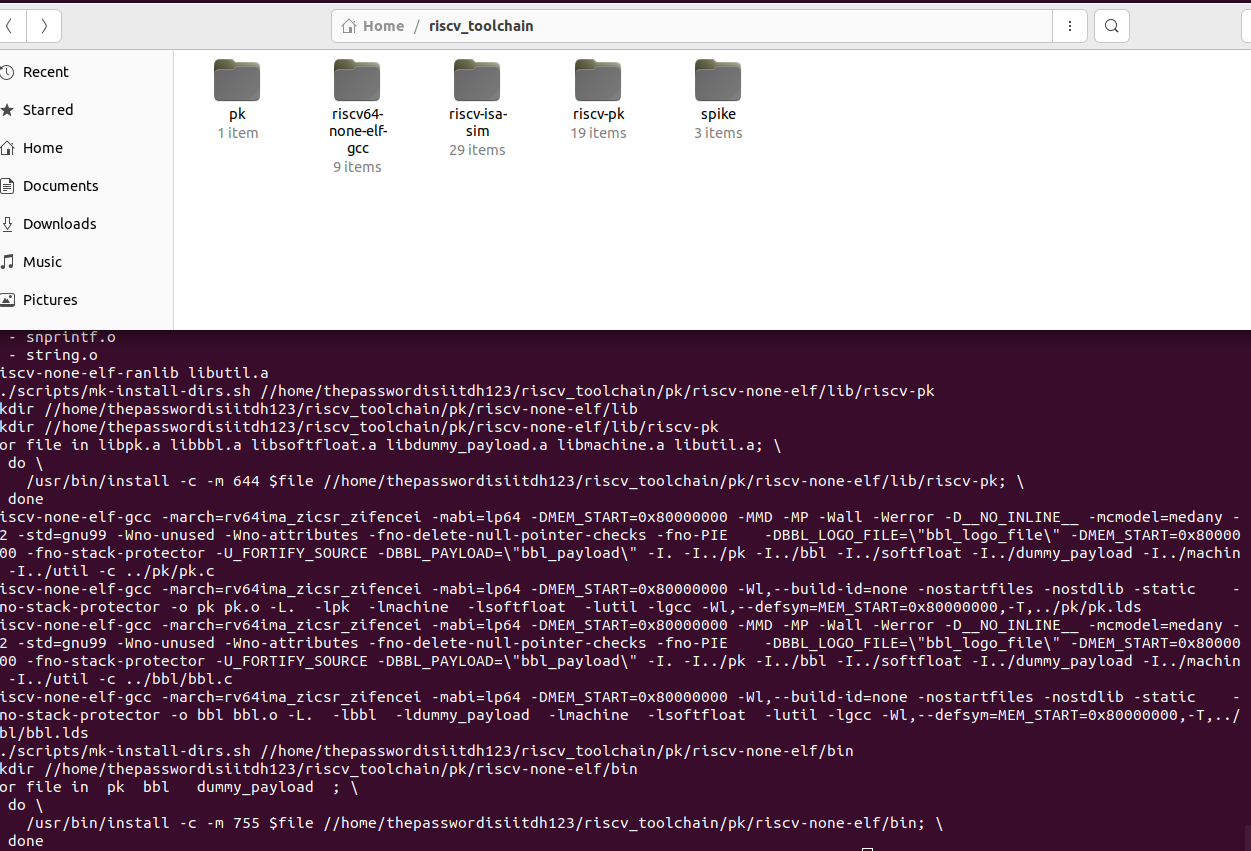 Home / riscv_toolchain
Recent
Starred
Home
Documents
Downloads
Music
Pictures
pk
1 item
riscv64-
none-elf-
gcc
9 items
riscv-isa-
sim
29 items
riscv-pk
19 items
spike
3 items
- snprintf.o
- string.o
iscv-none-elf-ranlib libutil.a
./scripts/mk-install-dirs.sh //home/thepasswordisiitdh123/riscv_toolchain/pk/riscv-none-elf/lib/riscv-pk
kdir //home/thepasswordisiitdh123/riscv_toolchain/pk/riscv-none-elf/lib
kdir //home/thepasswordisiitdh123/riscv_toolchain/pk/riscv-none-elf/lib/riscv-pk
or file in libpk.a libbbl.a libsoftfloat.a libdummy_payload.a libmachine.a libutil.a; \
do \
/usr/bin/install -c -m 644 $file //home/thepasswordisiitdh123/riscv_toolchain/pk/riscv-none-elf/lib/riscv-pk; \
done
iscv-none-elf-gcc -march=rv64ima_zicsr_zifencei -mabi=lp64 -DMEM_START=0x80000000 -MMD -MP -Wall -Werror -D__NO_INLINE__ -mcmodel=medany -
2 -std=gnu99 -Wno-unused -Wno-attributes -fno-delete-null-pointer-checks -fno-PIE    -DBBL_LOGO_FILE=\"bbl_logo_file\" -DMEM_START=0x80000
00 -fno-stack-protector -U_FORTIFY_SOURCE -DBBL_PAYLOAD=\"bbl_payload\" -I. -I../pk -I../bbl -I../softfloat -I../dummy_payload -I../machin
-I../util -c ../pk/pk.c
iscv-none-elf-gcc -march=rv64ima_zicsr_zifencei -mabi=lp64 -DMEM_START=0x80000000 -Wl,--build-id=none -nostartfiles -nostdlib -static    -
no-stack-protector -o pk pk.o -L.  -lpk  -lmachine  -lsoftfloat  -lutil -lgcc -Wl,--defsym=MEM_START=0x80000000,-T,../pk/pk.lds
iscv-none-elf-gcc -march=rv64ima_zicsr_zifencei -mabi=lp64 -DMEM_START=0x80000000 -MMD -MP -Wall -Werror -D__NO_INLINE__ -mcmodel=medany -
2 -std=gnu99 -Wno-unused -Wno-attributes -fno-delete-null-pointer-checks -fno-PIE    -DBBL_LOGO_FILE=\"bbl_logo_file\" -DMEM_START=0x80000
00 -fno-stack-protector -U_FORTIFY_SOURCE -DBBL_PAYLOAD=\"bbl_payload\" -I. -I../pk -I../bbl -I../softfloat -I../dummy_payload -I../machin
-I../util -c ../bbl/bbl.c
iscv-none-elf-gcc -march=rv64ima_zicsr_zifencei -mabi=lp64 -DMEM_START=0x80000000 -Wl,--build-id=none -nostartfiles -nostdlib -static    -
no-stack-protector -o bbl bbl.o -L.  -lbbl  -ldummy_payload  -lmachine  -lsoftfloat  -lutil -lgcc -Wl,--defsym=MEM_START=0x80000000,-T,../
bl/bbl.lds
./scripts/mk-install-dirs.sh //home/thepasswordisiitdh123/riscv_toolchain/pk/riscv-none-elf/bin
kdir //home/thepasswordisiitdh123/riscv_toolchain/pk/riscv-none-elf/bin
or file in  pk  bbl   dummy_payload  ; \
do \
/usr/bin/install -c -m 755 $file //home/thepasswordisiitdh123/riscv_toolchain/pk/riscv-none-elf/bin; \
done